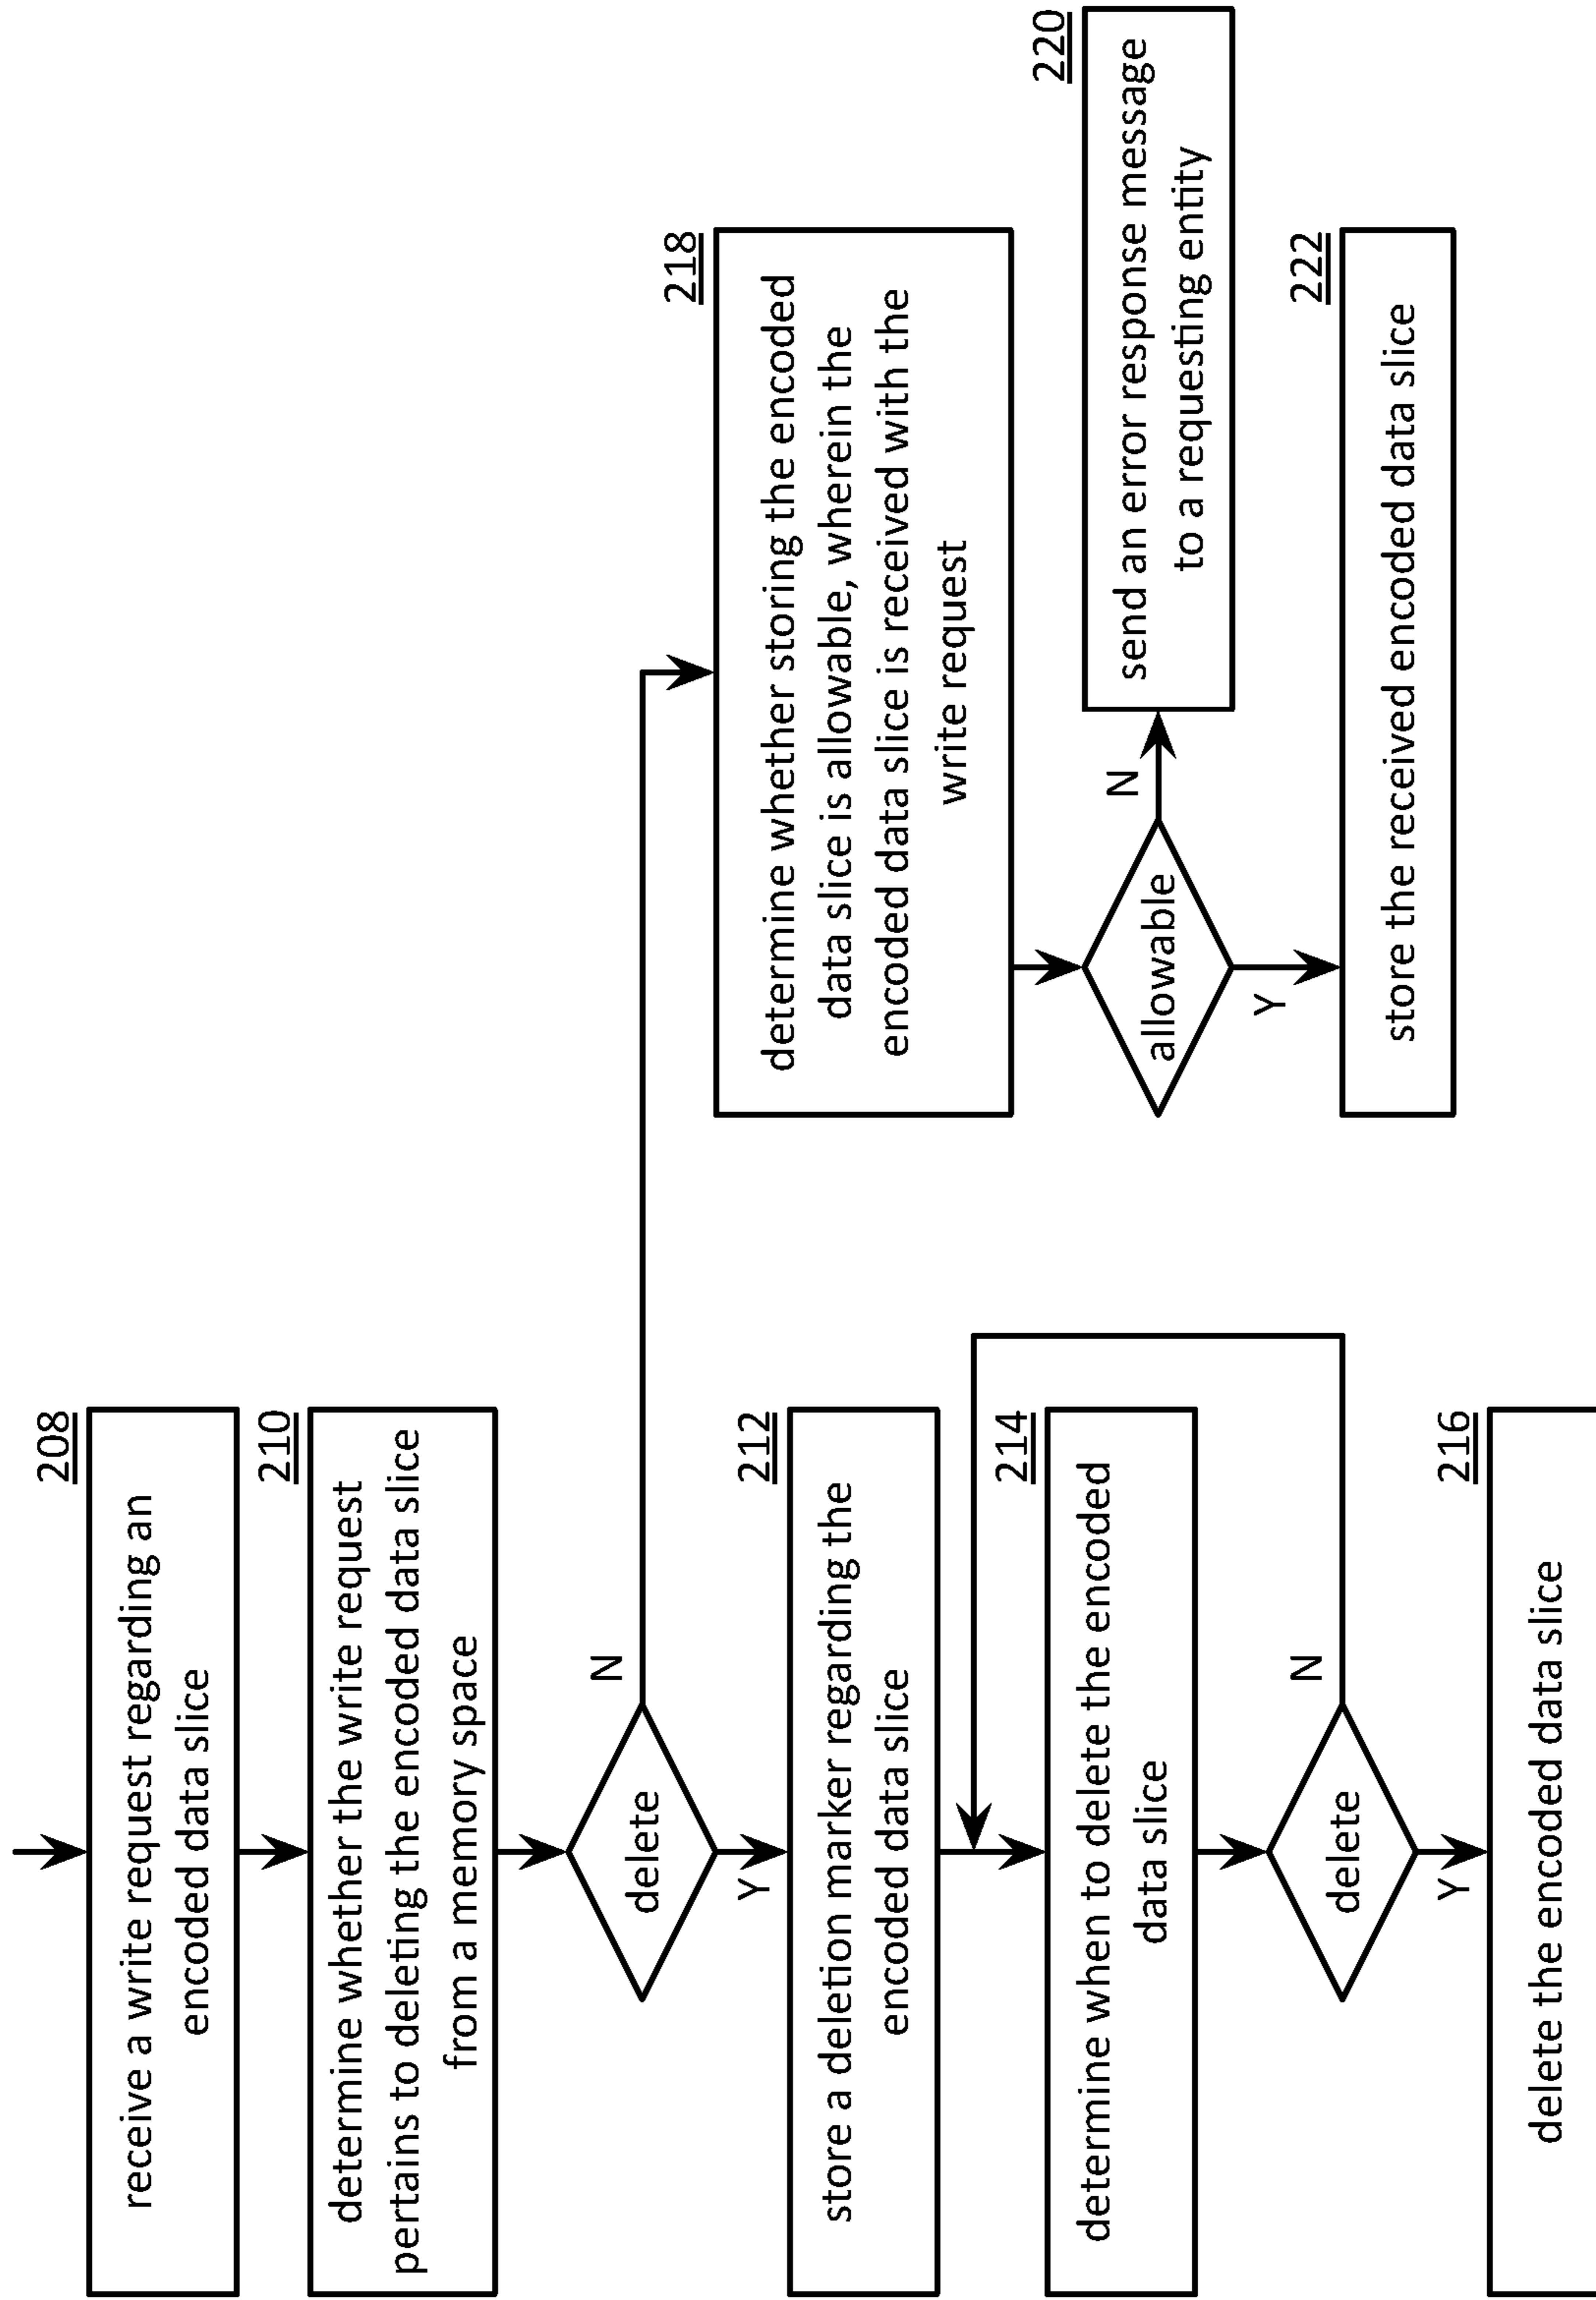 208
receive a write request regarding an
encoded data slice
210
determine whether the write request
pertains to deleting the encoded data slice
from a memory space
delete
N
Y
212
store a deletion marker regarding the
encoded data slice
214
determine when to delete the encoded
data slice
delete
N
Y
216
delete the encoded data slice
218
determine whether storing the encoded
data slice is allowable, wherein the
encoded data slice is received with the
write request
allowable
N
Y
220
send an error response message
to a requesting entity
222
store the received encoded data slice